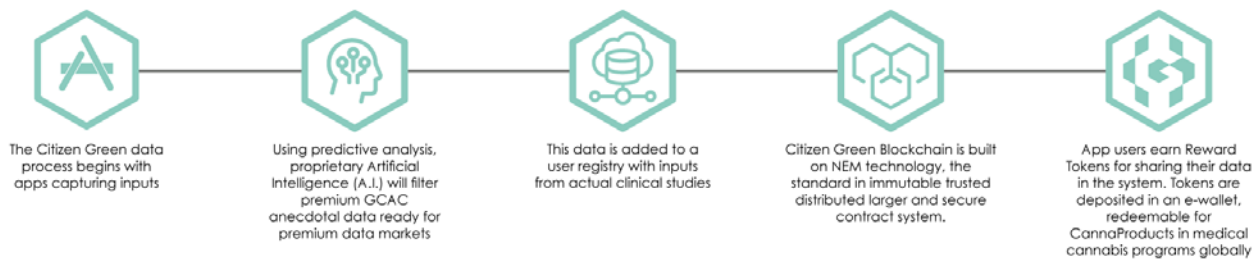 The Citizen Green data
process begins with
apps capturing inputs
Using predictive analysis,
proprietary Artificial
Intelligence (A.I.) will filter
premium GCAC
anecdotal data ready for
premium data markets
This data is added to a
user registry with inputs
from actual clinical studies
Citizen Green Blockchain is built
on NEM technology, the
standard in immutable trusted
distributed larger and secure
contract system.
App users earn Reward
Tokens for sharing their data
in the system. Tokens are
deposited in an e-wallet,
redeemable for
CannaProducts in medical
cannabis programs globally